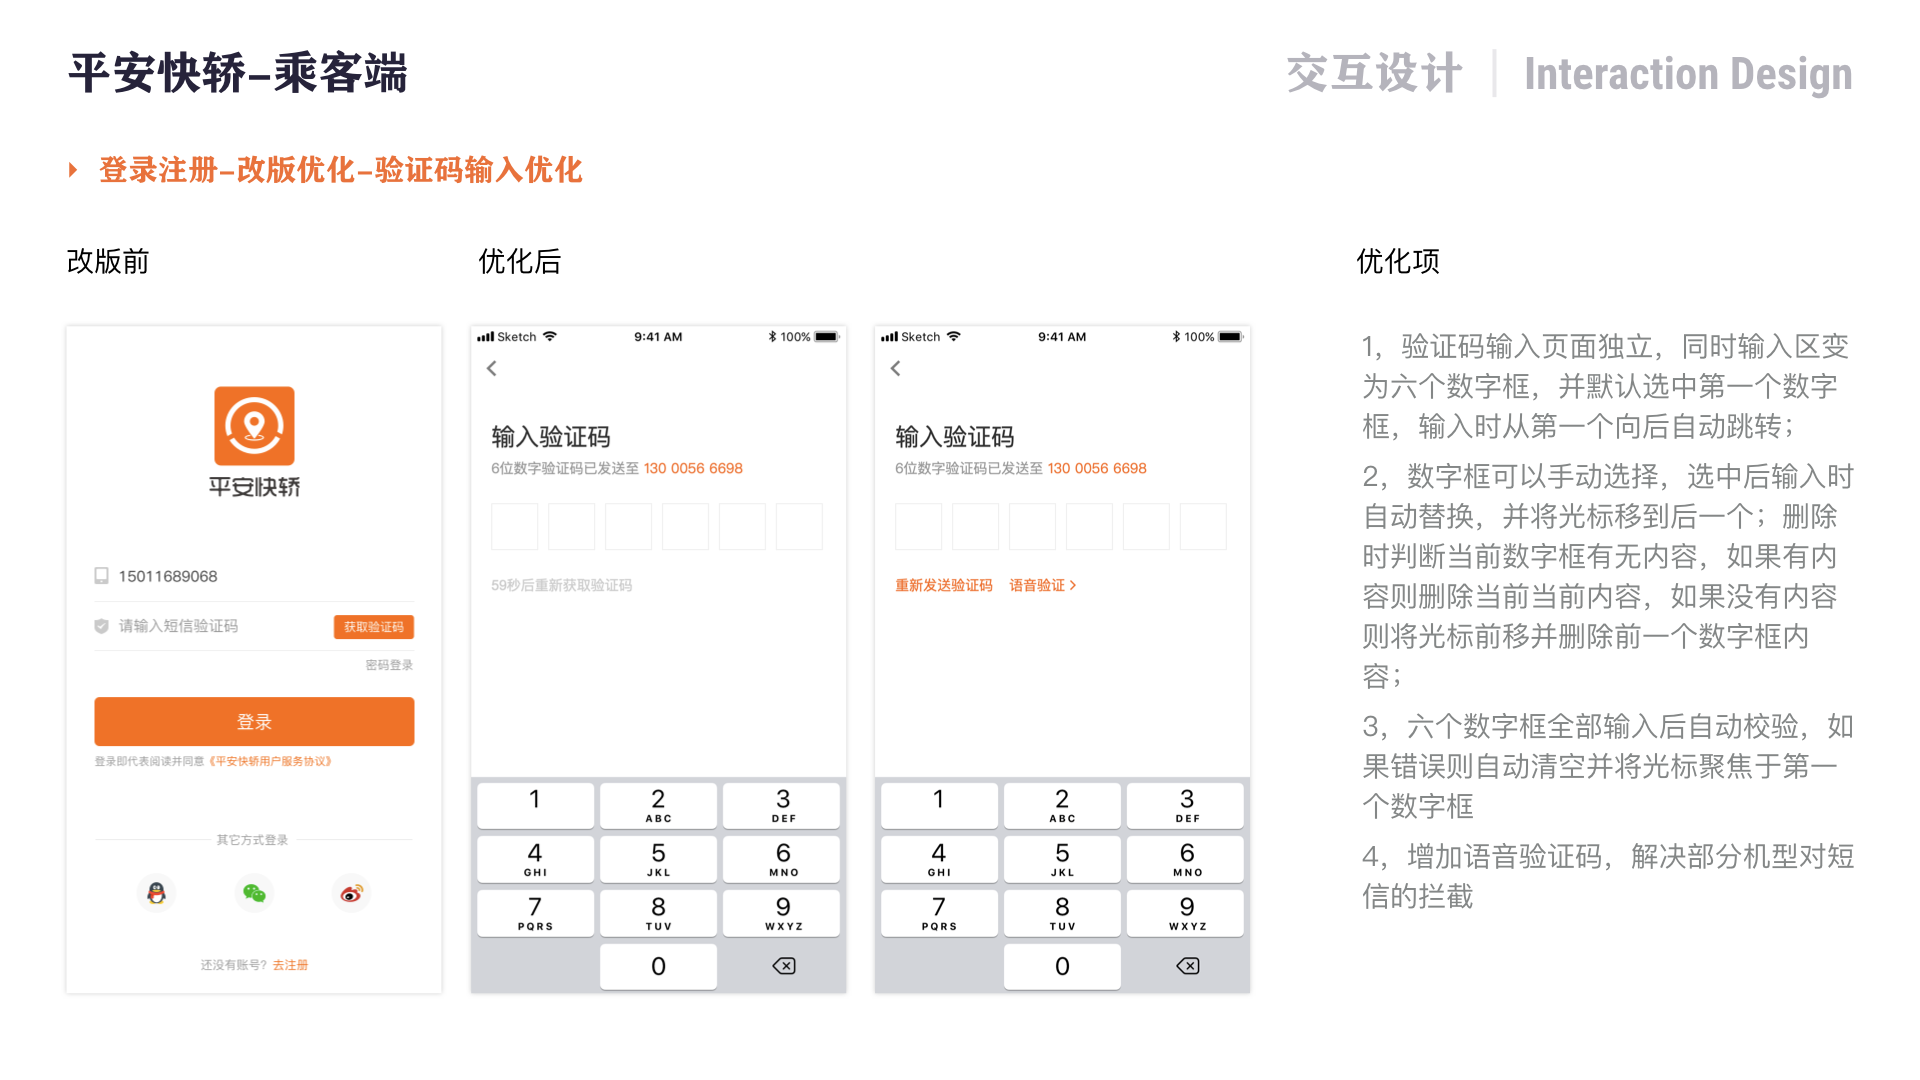 平安快轿-乘客端
交互设计 | Interaction Design
登录注册-改版优化-验证码输入优化
改版前
优化后
优化项
平安快轿
15011689068
请输入短信验证码
获取验证码
密码登录
登录
登录即代表阅读并同意《平安快轿用户服务协议》
其它方式登录
还没有账号? 去注册
Sketch 9:41 AM 100%
输入验证码
6位数字验证码已发送至 130 0056 6698
59秒后重新获取验证码
1
2 ABC
3 DEF
4 GHI
5 JKL
6 MNO
7 PQRS
8 TUV
9 WXYZ
0
Sketch 9:41 AM 100%
输入验证码
6位数字验证码已发送至 130 0056 6698
重新发送验证码 语音验证
1
2 ABC
3 DEF
4 GHI
5 JKL
6 MNO
7 PQRS
8 TUV
9 WXYZ
0
1，验证码输入页面独立，同时输入区变
为六个数字框，并默认选中第一个数字
框，输入时从第一个向后自动跳转；
2，数字框可以手动选择，选中后输入时
自动替换，并将光标移到后一个；删除
时判断当前数字框有无内容，如果有内
容则删除当前当前内容，如果没有内容
则将光标前移并删除前一个数字框内
容；
3，六个数字框全部输入后自动校验，如
果错误则自动清空并将光标聚焦于第一
个数字框
4，增加语音验证码，解决部分机型对短
信的拦截